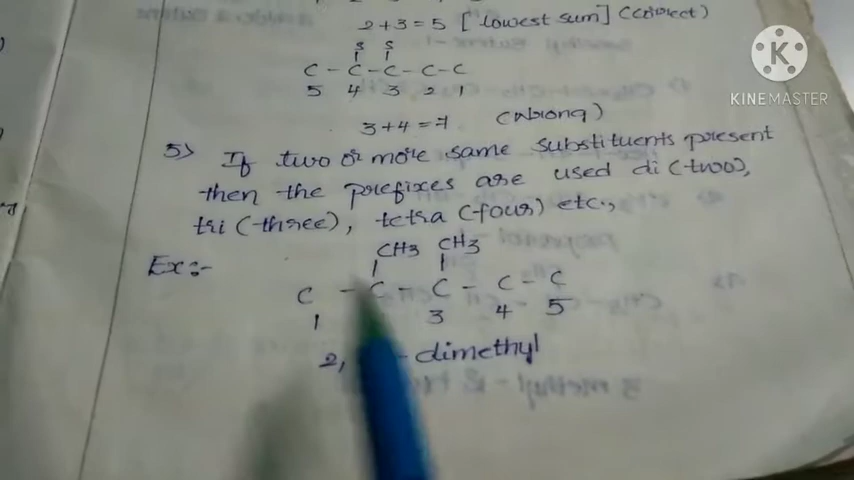 2+3=5 [lowest sum] (correct)
S S
C - C - C - C - C
5 4 3 2 1
3+4=7 (wrong)
5) If two or more same substituents present
then the prefixes are used di (two),
tri (three), tetra (four) etc.,
Ex:-
CH3 CH3
C - C - C - C - C
1 3 4 5
2, - dimethyl
KINEMASTER